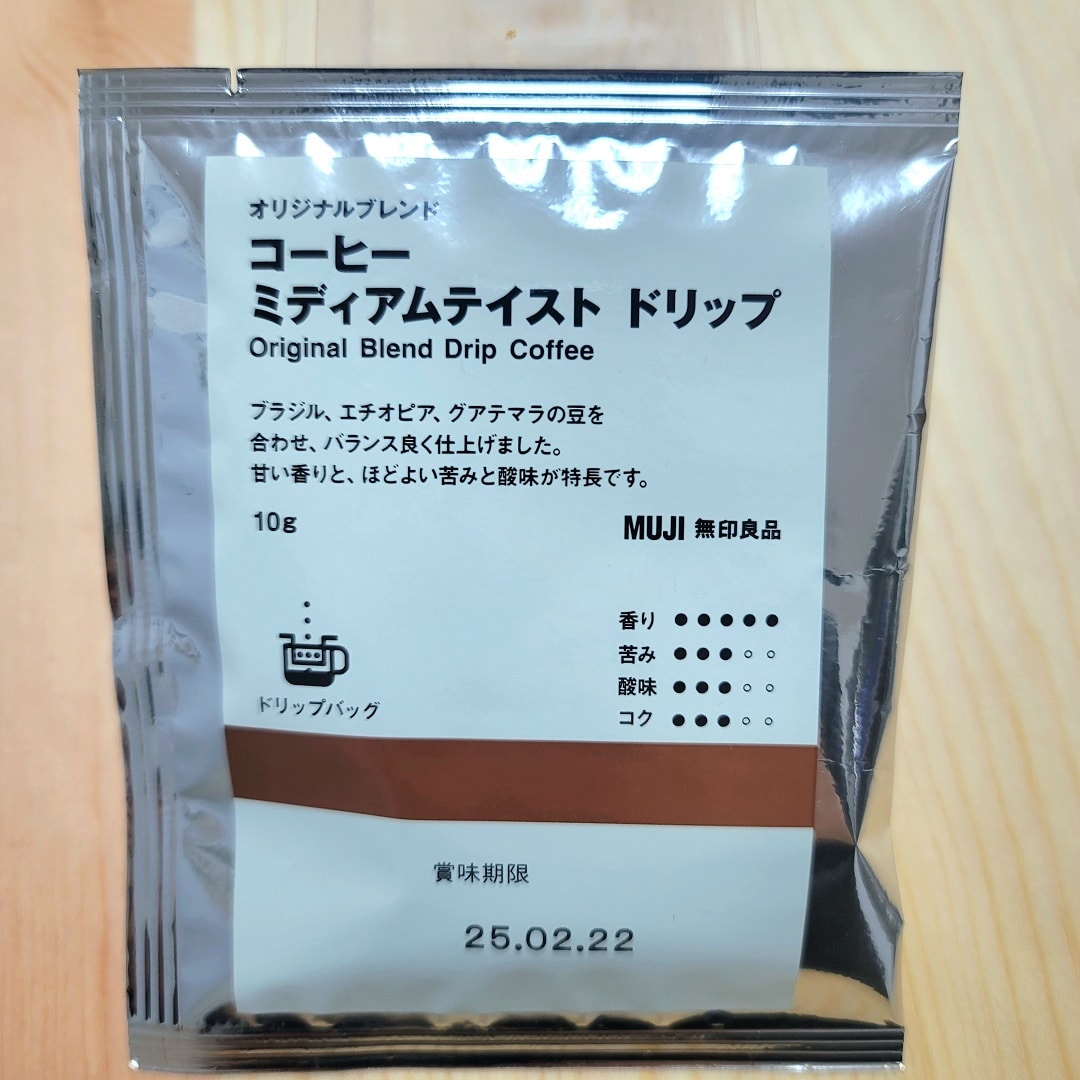 オリジナルブレンド
コーヒー
ミディアムテイスト ドリップ
Original Blend Drip Coffee
ブラジル、エチオピア、グアテマラの豆を
合わせ、バランス良く仕上げました。
甘い香りと、ほどよい苦みと酸味が特長です。
10g
MUJI 無印良品
香り ●●●●●
苦み ●●●○○
酸味 ●●●○○
コク ●●●○○
ドリップバッグ
賞味期限
25.02.22